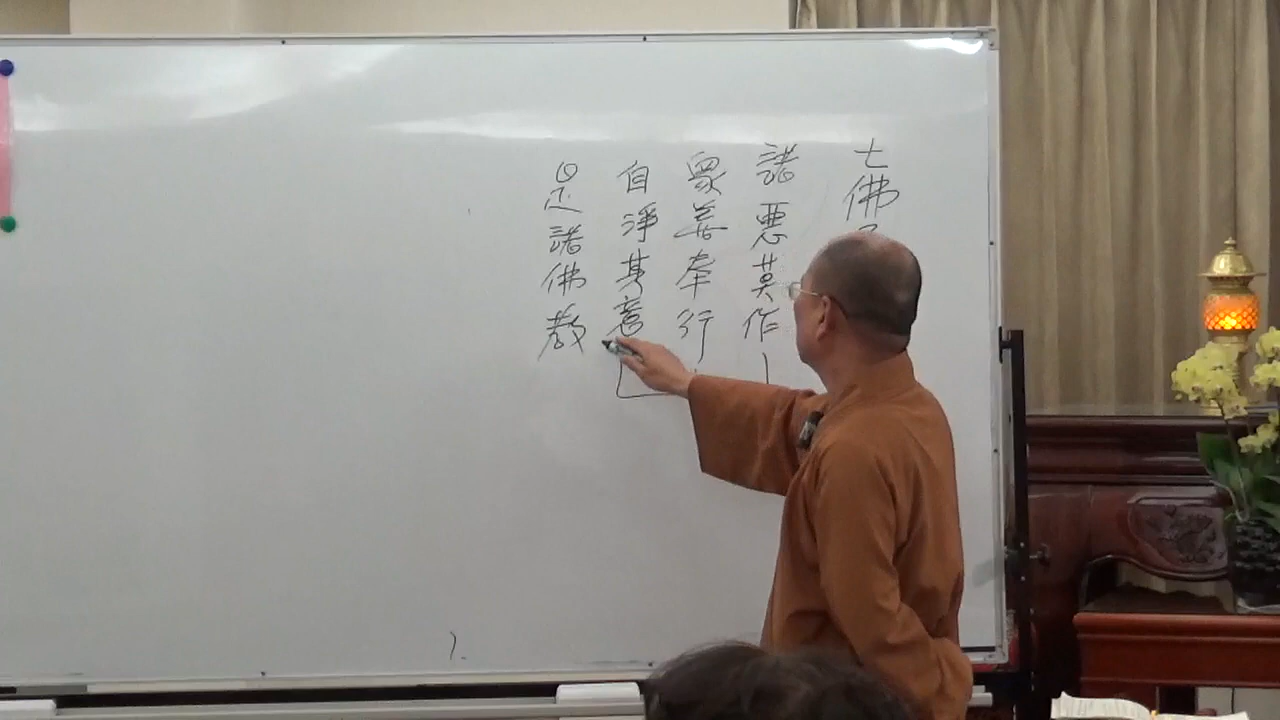 七佛
諸惡莫作
眾善奉行
自淨其意
是諸佛教